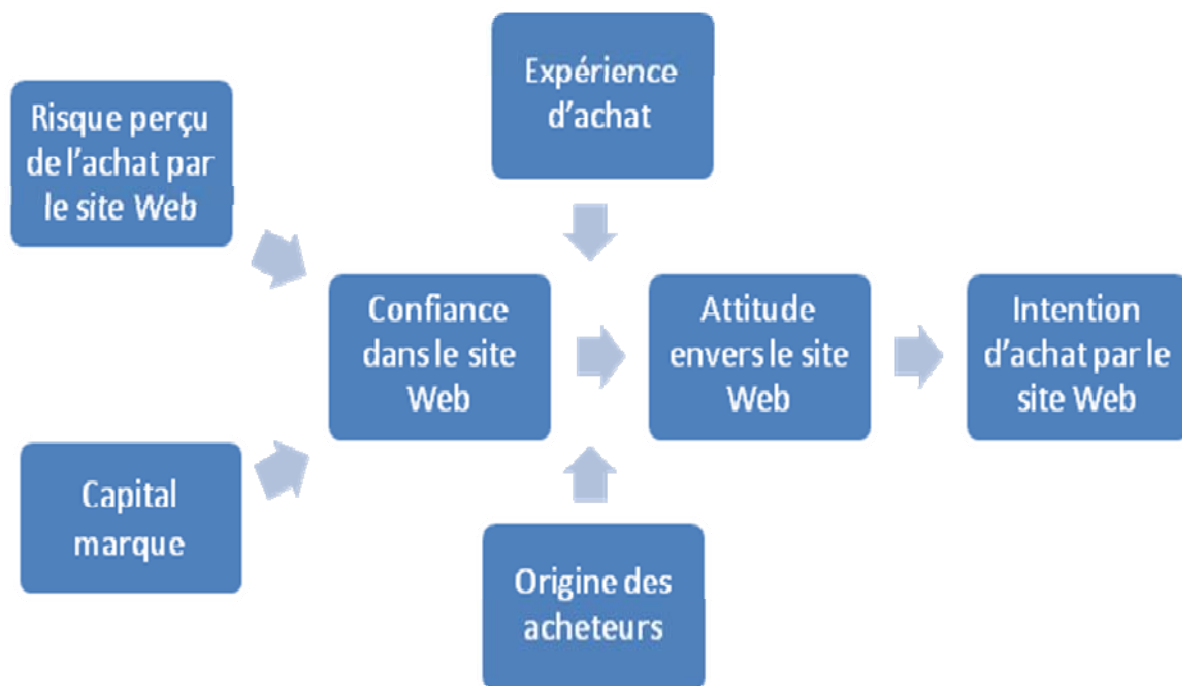 Expérience
d'achat
Risque perçu
de l'achat par
le site Web
Confiance
dans le site
Web
Attitude
envers le site
Web
Intention
d'achat par le
site Web
Capital
marque
Origine des
acheteurs